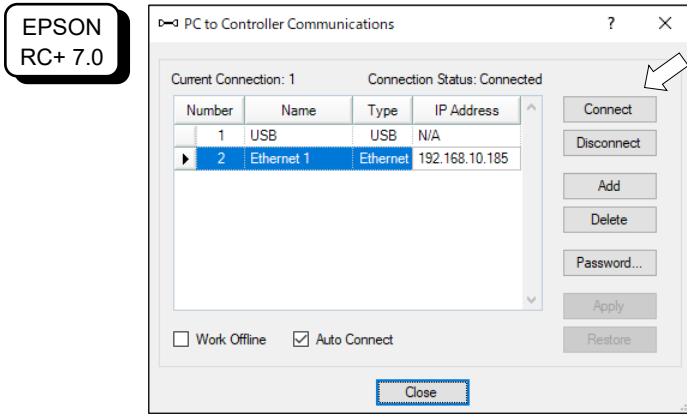 EPSON
RC+ 7.0
PC to Controller Communications
Current Connection: 1 Connection Status: Connected
Number Name Type IP Address
1 USB USB N/A
2 Ethernet 1 Ethernet 192.168.10.185
Connect
Disconnect
Add
Delete
Password...
Apply
Restore
Work Offline Auto Connect
Close